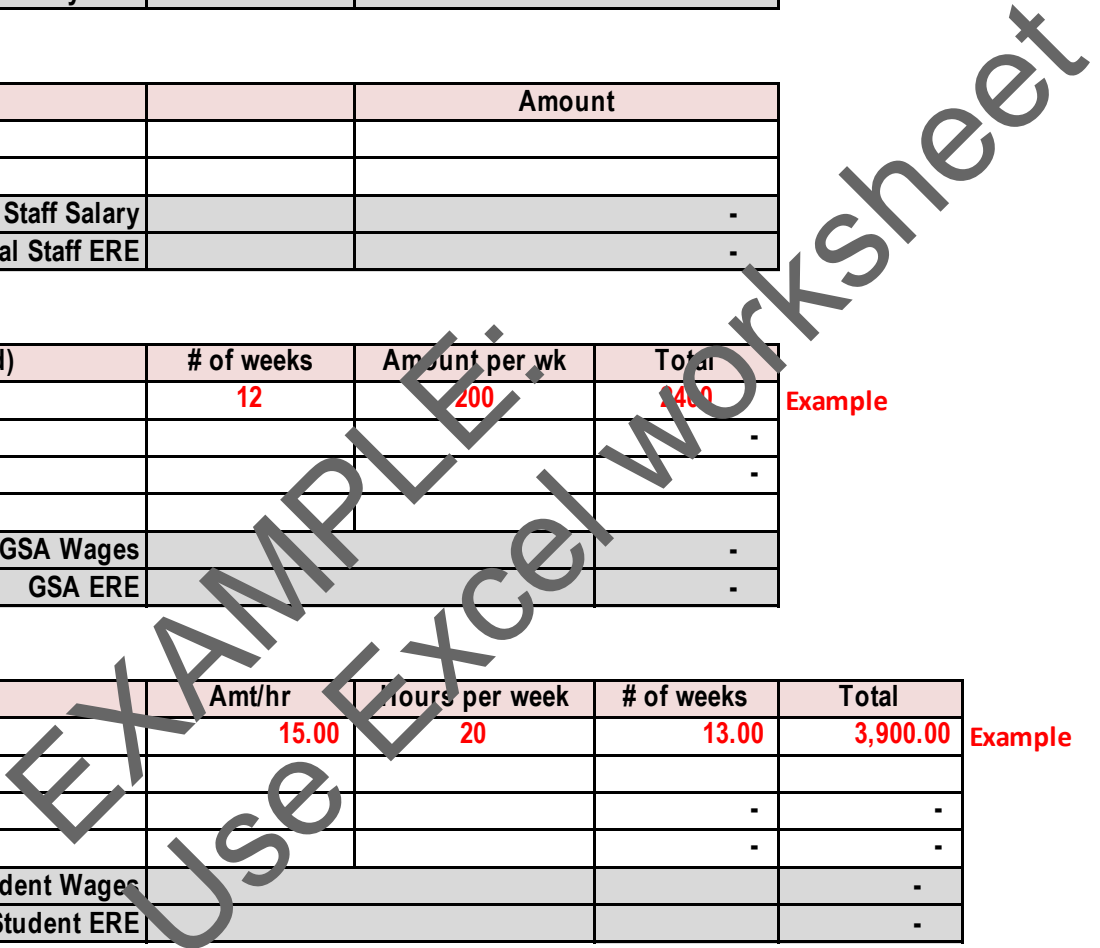 Amount
Staff Salary -
al Staff ERE -
d) # of weeks Amount per wk Total
12 200 2400 Example
-
-
GSA Wages -
GSA ERE -
Amt/hr Hours per week # of weeks Total
15.00 20 13.00 3,900.00 Example
- -
- -
dent Wages -
Student ERE -
EXAMPLE:
Use Excel worksheet